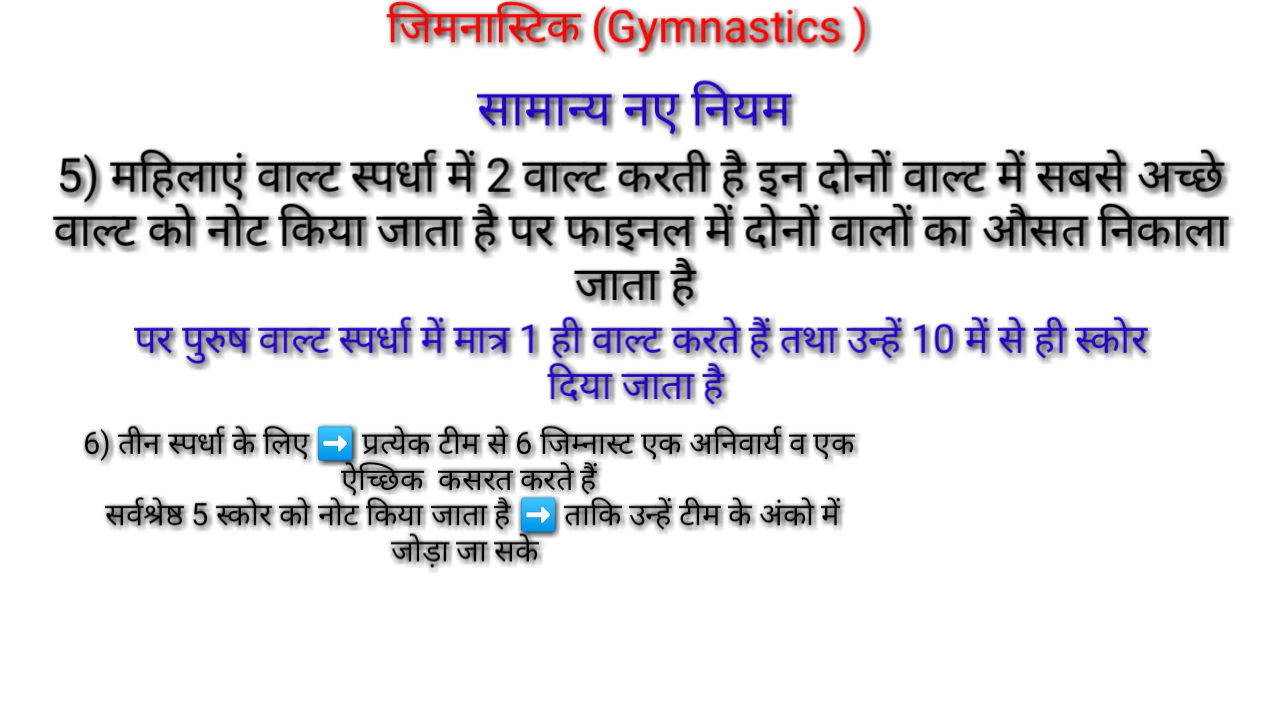 जिमनास्टिक (Gymnastics )
सामान्य नए नियम
5) महिलाएं वाल्ट स्पर्धा में 2 वाल्ट करती है इन दोनों वाल्ट में सबसे अच्छे
वाल्ट को नोट किया जाता है पर फाइनल में दोनों वालों का औसत निकाला
जाता है
पर पुरुष वाल्ट स्पर्धा में मात्र 1 ही वाल्ट करते हैं तथा उन्हें 10 में से ही स्कोर
दिया जाता है
6) तीन स्पर्धा के लिए ➡️ प्रत्येक टीम से 6 जिम्नास्ट एक अनिवार्य व एक
ऐच्छिक कसरत करते हैं
सर्वश्रेष्ठ 5 स्कोर को नोट किया जाता है ➡️ ताकि उन्हें टीम के अंको में
जोड़ा जा सके